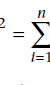 n
2 = ∑
i=1